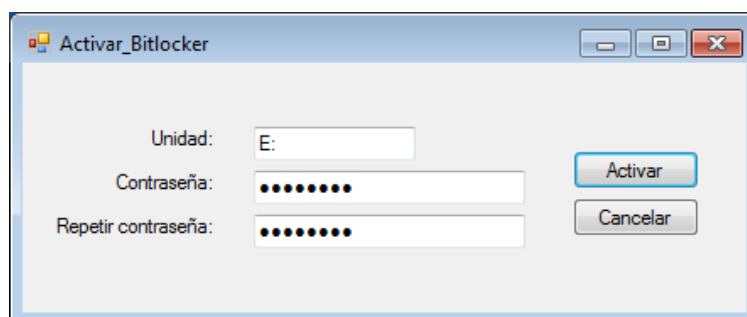 Activar_Bitlocker
Unidad: E:
Contraseña: ●●●●●●●●
Activar
Repetir contraseña: ●●●●●●●●
Cancelar